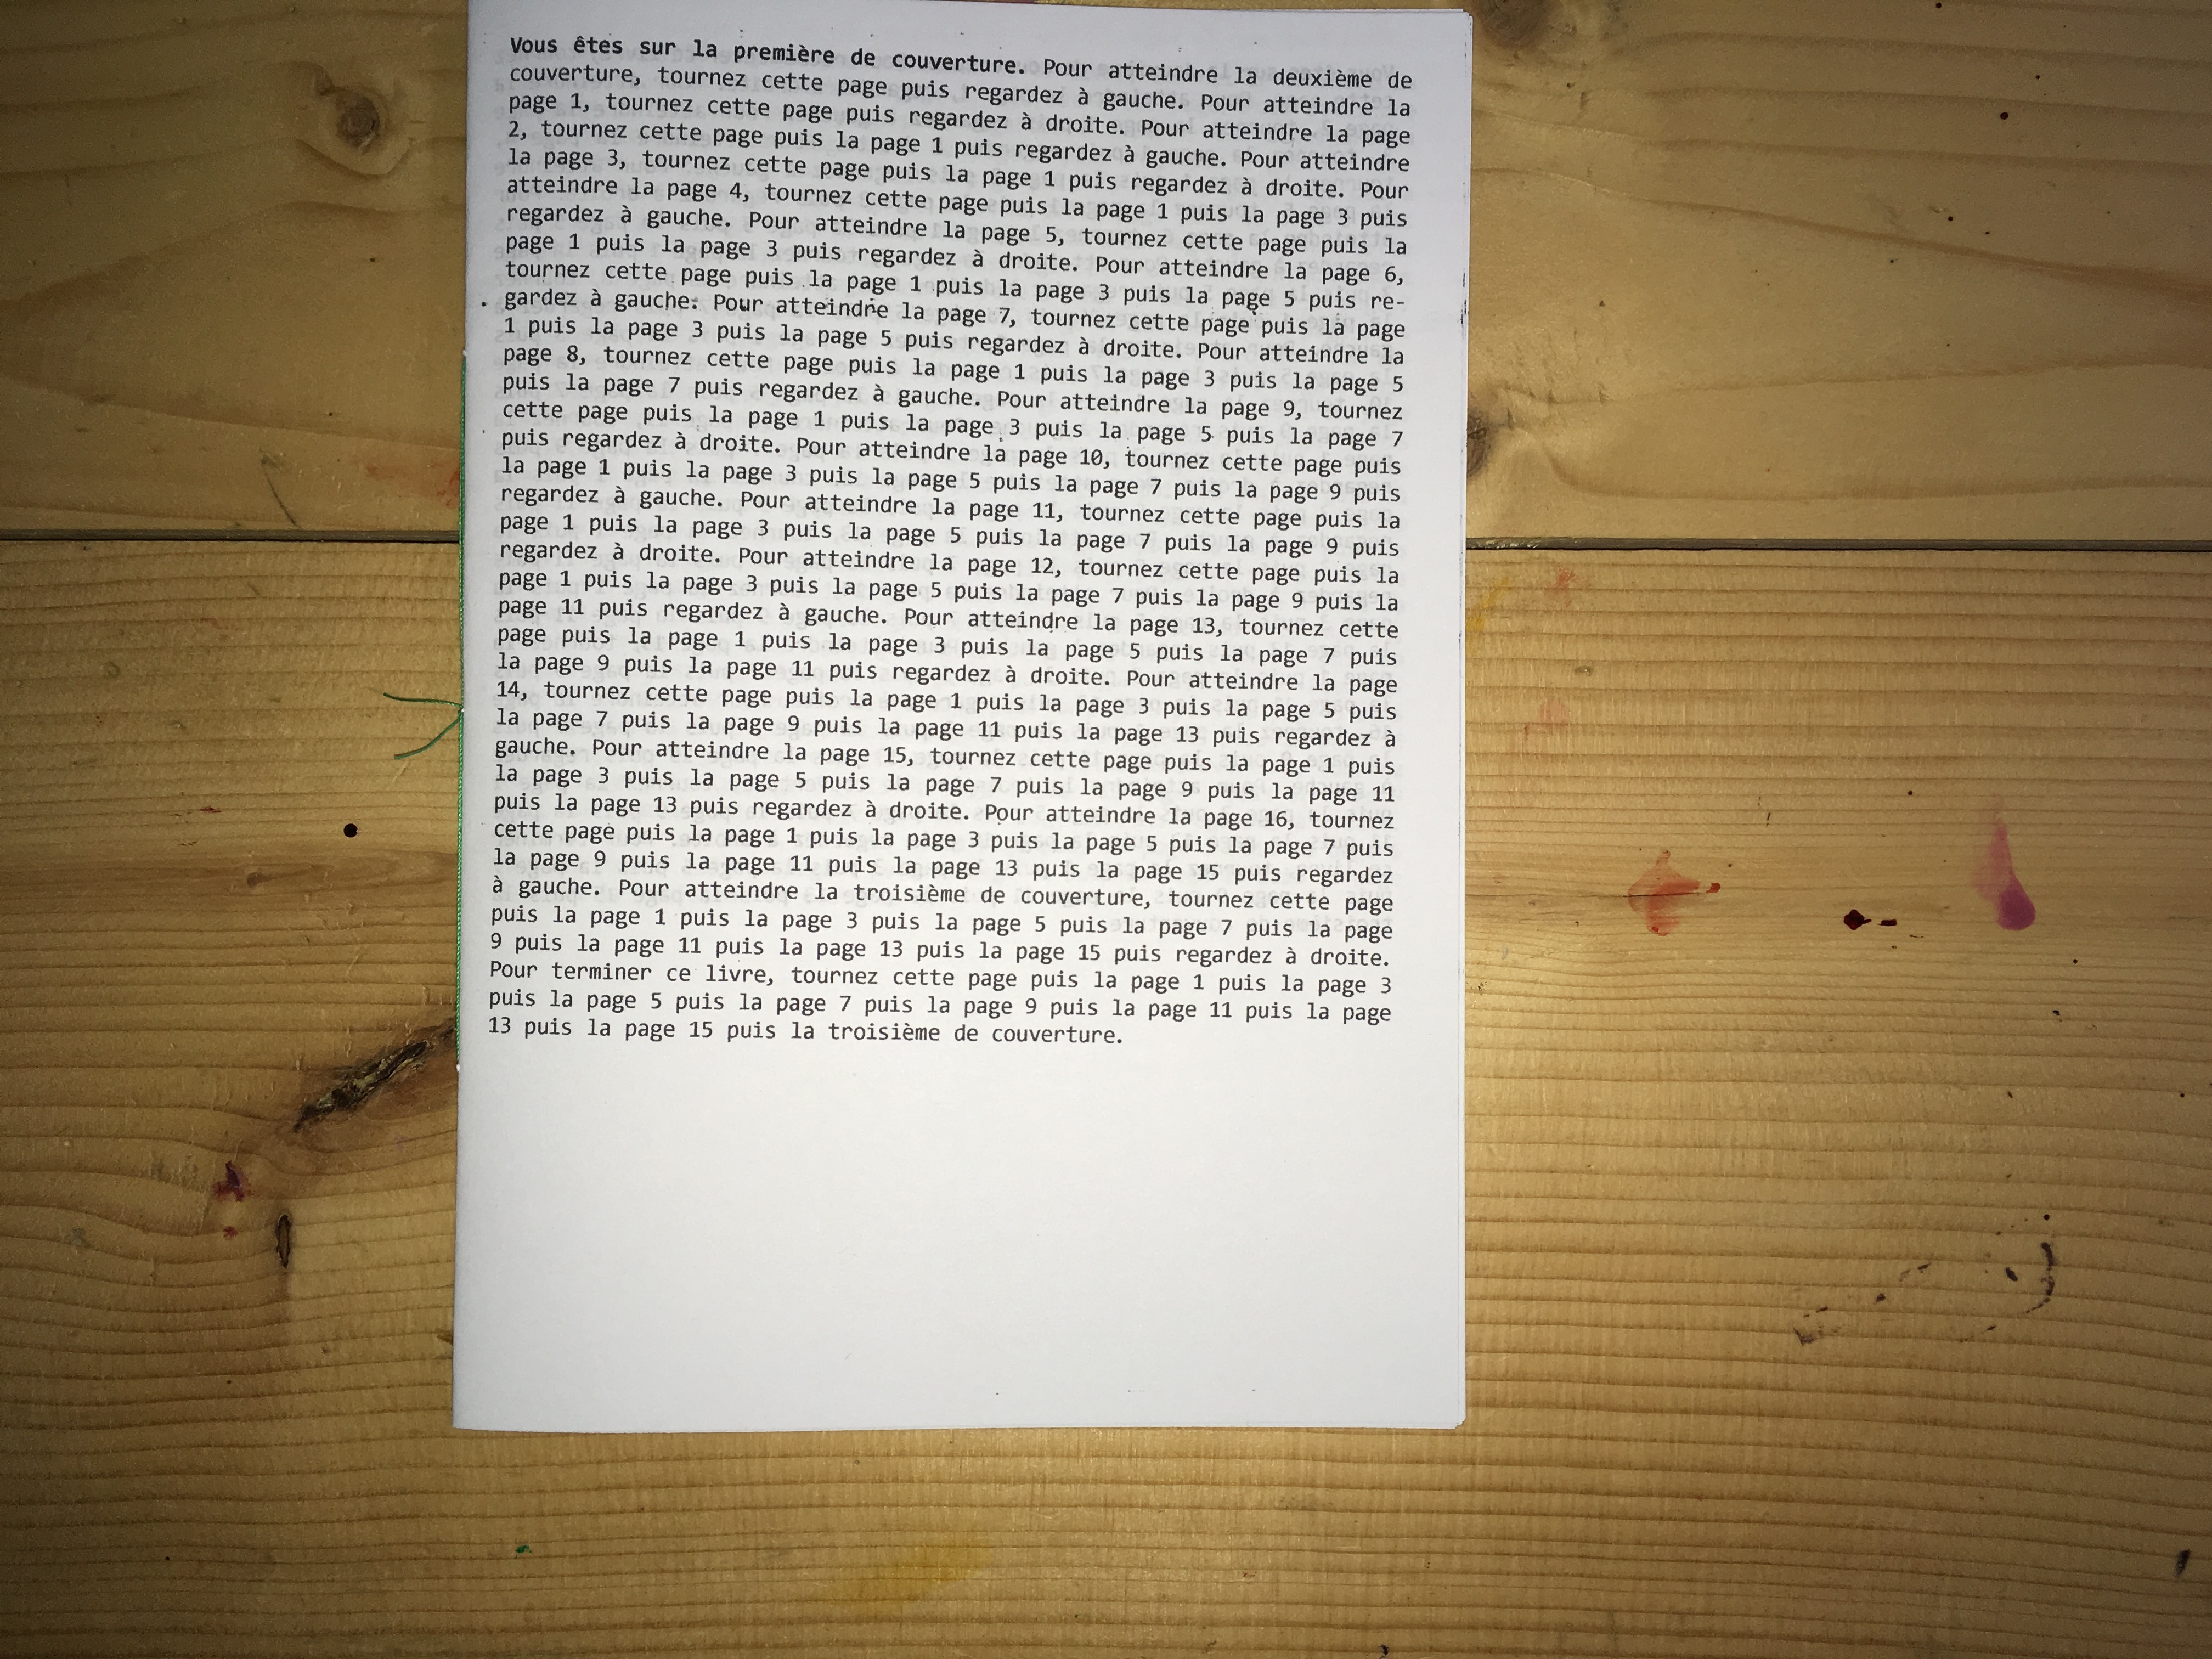 Vous êtes sur la première de couverture. Pour atteindre la deuxième de
couverture, tournez cette page puis regardez à gauche. Pour atteindre la
page 1, tournez cette page puis regardez à droite. Pour atteindre la page
2, tournez cette page puis la page 1 puis regardez à gauche. Pour atteindre
la page 3, tournez cette page puis la page 1 puis regardez à droite. Pour
atteindre la page 4, tournez cette page puis la page 1 puis la page 3 puis
regardez à gauche. Pour atteindre la page 5, tournez cette page puis la
page 1 puis la page 3 puis regardez à droite. Pour atteindre la page 6,
tournez cette page puis la page 1 puis la page 3 puis la page 5 puis re-
gardez à gauche. Pour atteindre la page 7, tournez cette page puis la page
1 puis la page 3 puis la page 5 puis regardez à droite. Pour atteindre la
page 8, tournez cette page puis la page 1 puis la page 3 puis la page 5
puis la page 7 puis regardez à gauche. Pour atteindre la page 9, tournez
cette page puis la page 1 puis la page 3 puis la page 5 puis la page 7
puis regardez à droite. Pour atteindre la page 10, tournez cette page puis
la page 1 puis la page 3 puis la page 5 puis la page 7 puis la page 9 puis
regardez à gauche. Pour atteindre la page 11, tournez cette page puis la
page 1 puis la page 3 puis la page 5 puis la page 7 puis la page 9 puis
regardez à droite. Pour atteindre la page 12, tournez cette page puis la
page 1 puis la page 3 puis la page 5 puis la page 7 puis la page 9 puis la
page 11 puis regardez à gauche. Pour atteindre la page 13, tournez cette
page puis la page 1 puis la page 3 puis la page 5 puis la page 7 puis
la page 9 puis la page 11 puis regardez à droite. Pour atteindre la page
14, tournez cette page puis la page 1 puis la page 3 puis la page 5 puis
la page 7 puis la page 9 puis la page 11 puis la page 13 puis regardez à
gauche. Pour atteindre la page 15, tournez cette page puis la page 1 puis
la page 3 puis la page 5 puis la page 7 puis la page 9 puis la page 11
puis la page 13 puis regardez à droite. Pour atteindre la page 16, tournez
cette page puis la page 1 puis la page 3 puis la page 5 puis la page 7 puis
la page 9 puis la page 11 puis la page 13 puis la page 15 puis regardez
à gauche. Pour atteindre la troisième de couverture, tournez cette page
puis la page 1 puis la page 3 puis la page 5 puis la page 7 puis la page
9 puis la page 11 puis la page 13 puis la page 15 puis regardez à droite.
Pour terminer ce livre, tournez cette page puis la page 1 puis la page 3
puis la page 5 puis la page 7 puis la page 9 puis la page 11 puis la page
13 puis la page 15 puis la troisième de couverture.